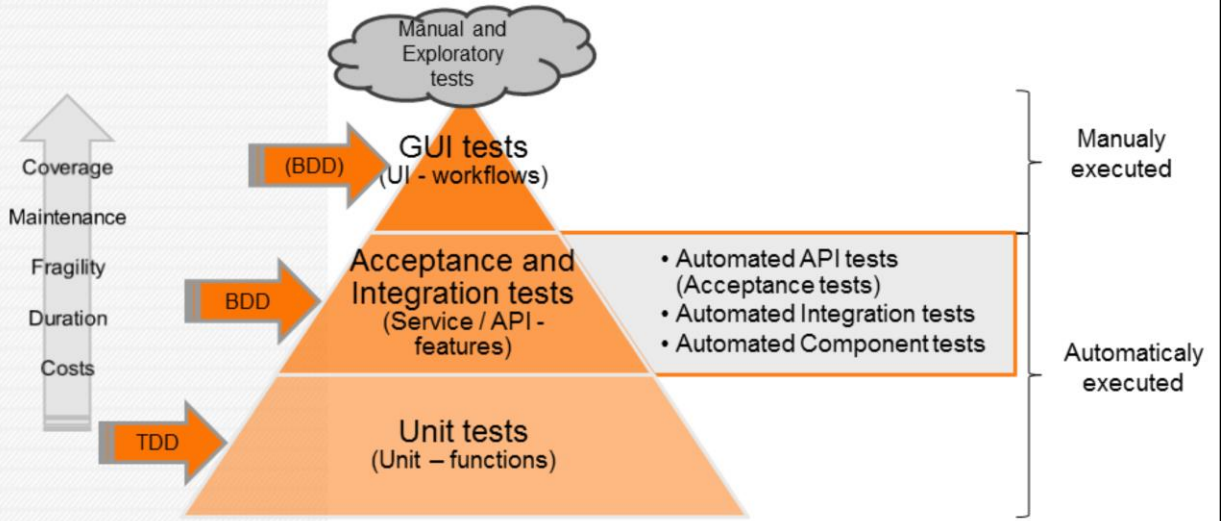 Manual and
Exploratory
tests
GUI tests
(UI - workflows)
(BDD)
Manualy
executed
Coverage
Maintenance
Fragility
Duration
Costs
BDD
Acceptance and
Integration tests
(Service / API -
features)
• Automated API tests
(Acceptance tests)
• Automated Integration tests
• Automated Component tests
Automaticaly
executed
TDD
Unit tests
(Unit – functions)